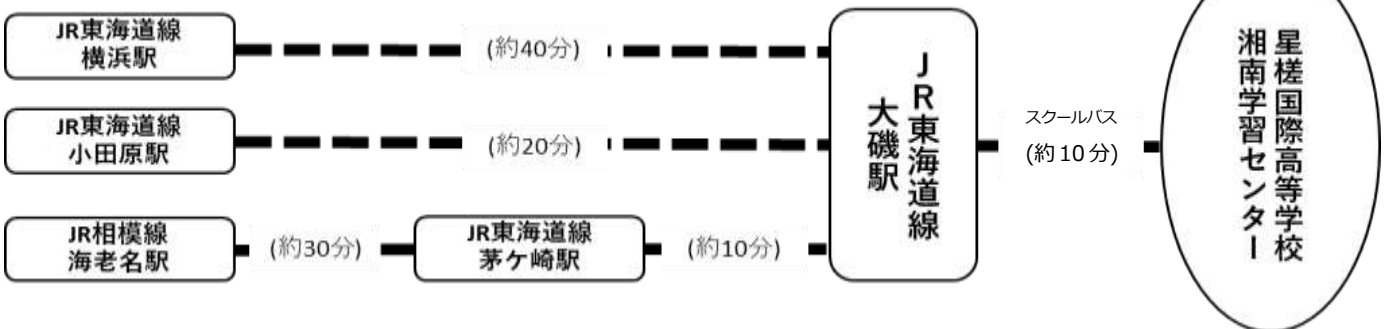 JR東海道線
横浜駅
(約40分)
JR東海道線
小田原駅
(約20分)
JR相模線
海老名駅
(約30分)
JR東海道線
茅ケ崎駅
(約10分)
JR東海道線
大磯駅
スクールバス
(約10分)
星槎国際高等学校
湘南学習センター